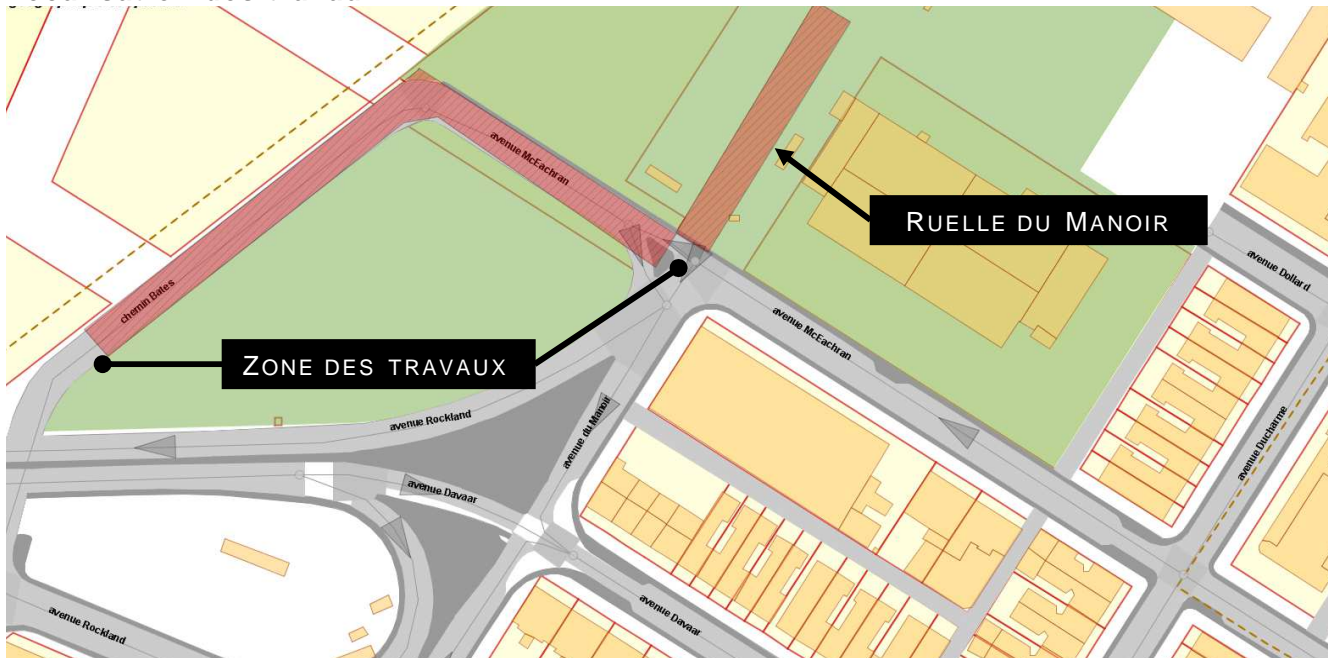 avenue McEachran
RUELLE DU MANOIR
avenue Dollard
chemin Bates
avenue McEachran
ZONE DES TRAVAUX
avenue Rockland
avenue du Manoir
avenue Ducharme
avenue Davaar
avenue Rockland
avenue Davaar